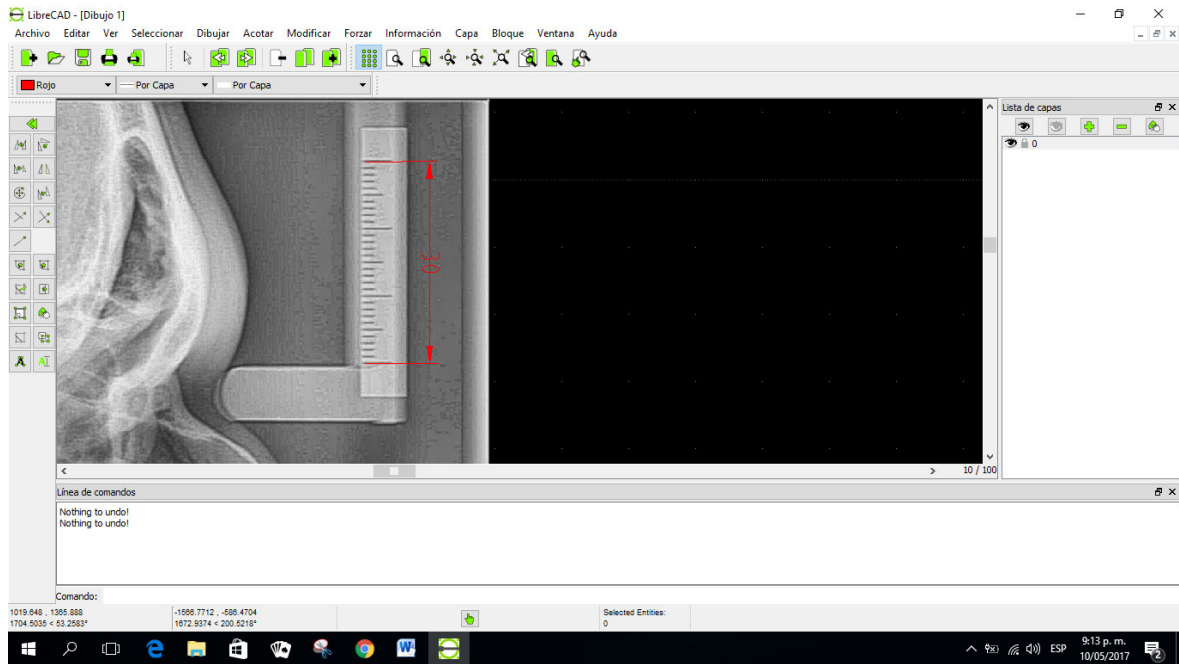 LibreCAD - [Dibujo 1]
Archivo Editar Ver Seleccionar Dibujar Acotar Modificar Forzar Información Capa Bloque Ventana Ayuda
Rojo Por Capa Por Capa
Lista de capas
0
30
10 / 100
Línea de comandos
Nothing to undo!
Nothing to undo!
Comando:
1019.648 , 1365.888 -1566.7712 , -586.4704 Selected Entities:
1704.5035 < 53.2583° 1672.9374 < 200.5218° 0
ESP 9:13 p. m.
10/05/2017
2